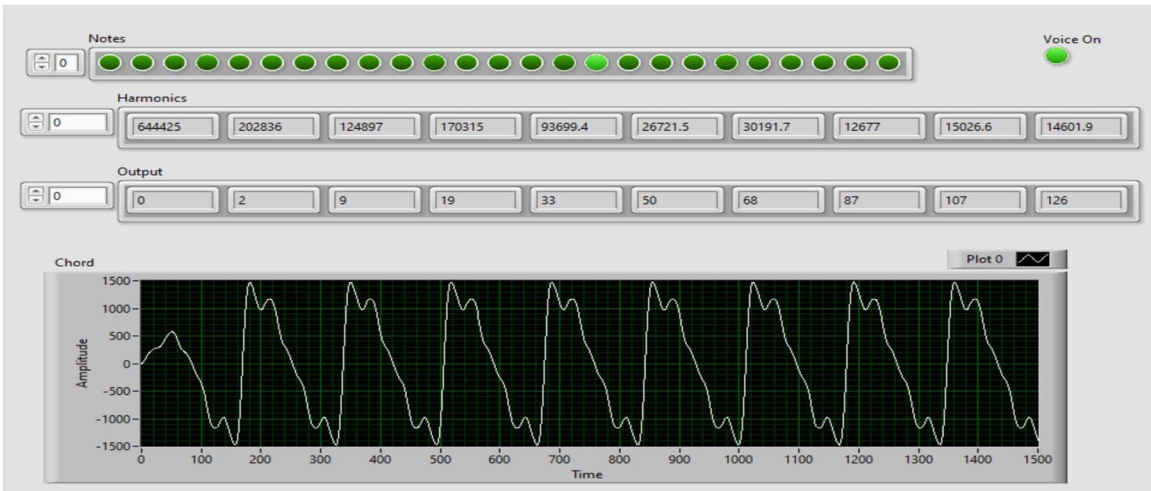 Notes
Voice On
0
Harmonics
0 644425 202836 124897 170315 93699.4 26721.5 30191.7 12677 15026.6 14601.9
Output
0 0 2 9 19 33 50 68 87 107 126
Chord
Plot 0
1500
1000
500
0
-500
-1000
-1500
Amplitude
0 100 200 300 400 500 600 700 800 900 1000 1100 1200 1300 1400 1500
Time